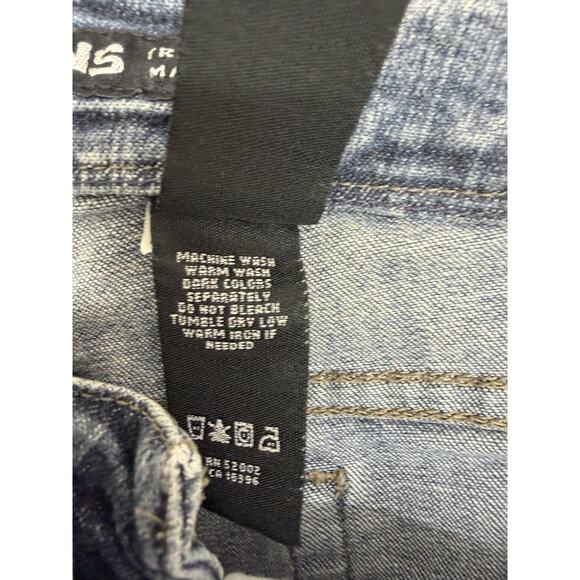 MACHINE WASH
WARM WASH
DARK COLORS
SEPARATELY
DO NOT BLEACH
TUMBLE DRY LOW
WARM IRON IF
NEEDED
RN 52002
CA 18396